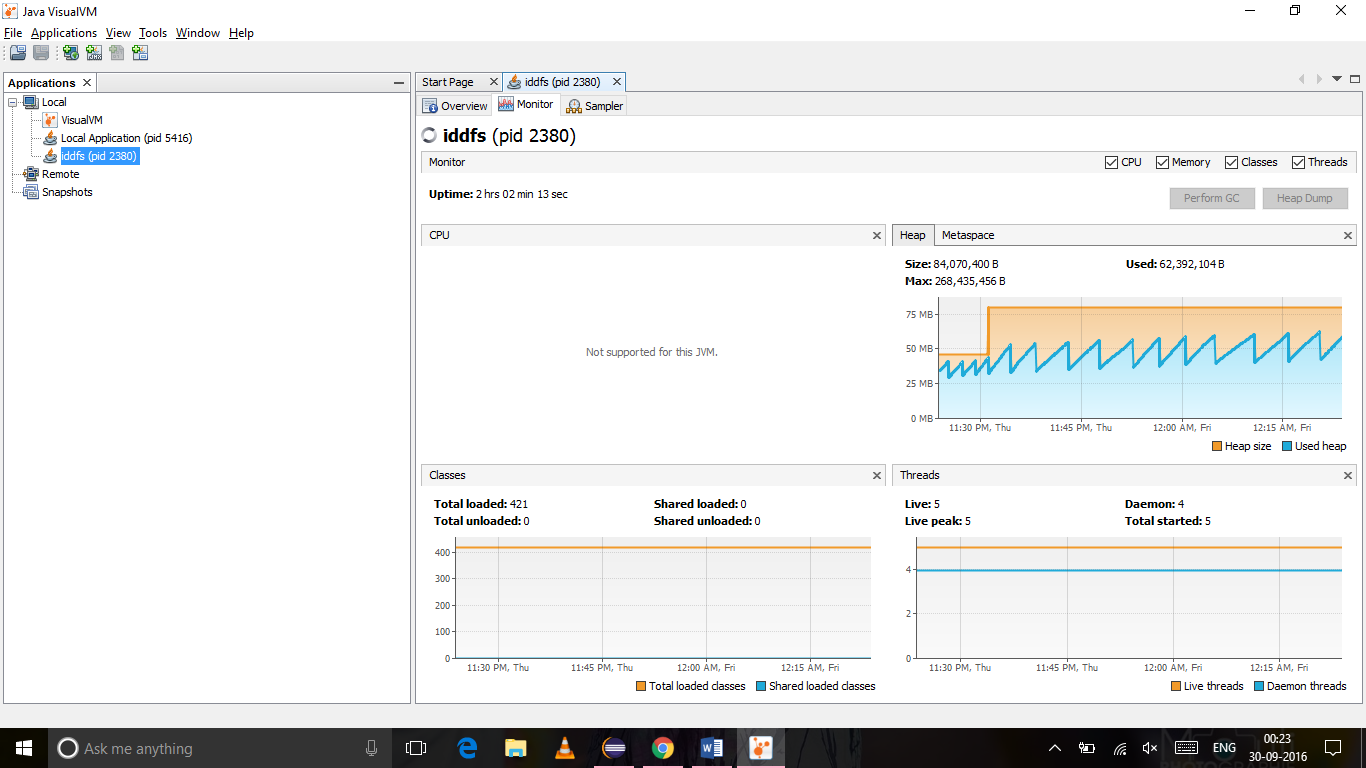 Java VisualVM
File Applications View Tools Window Help
Applications
Local
VisualVM
Local Application (pid 5416)
iddfs (pid 2380)
Remote
Snapshots
Start Page
iddfs (pid 2380)
Overview Monitor Sampler
iddfs (pid 2380)
Monitor
CPU Memory Classes Threads
Uptime: 2 hrs 02 min 13 sec
Perform GC Heap Dump
CPU
Not supported for this JVM.
Heap Metaspace
Size: 84,070,400 B Used: 62,392,104 B
Max: 268,435,456 B
75 MB
50 MB
25 MB
0 MB
11:30 PM, Thu 11:45 PM, Thu 12:00 AM, Fri 12:15 AM, Fri
Heap size Used heap
Classes
Total loaded: 421 Shared loaded: 0
Total unloaded: 0 Shared unloaded: 0
400
300
200
100
0
11:30 PM, Thu 11:45 PM, Thu 12:00 AM, Fri 12:15 AM, Fri
Total loaded classes Shared loaded classes
Threads
Live: 5 Daemon: 4
Live peak: 5 Total started: 5
4
2
0
11:30 PM, Thu 11:45 PM, Thu 12:00 AM, Fri 12:15 AM, Fri
Live threads Daemon threads
Ask me anything
ENG
00:23
30-09-2016